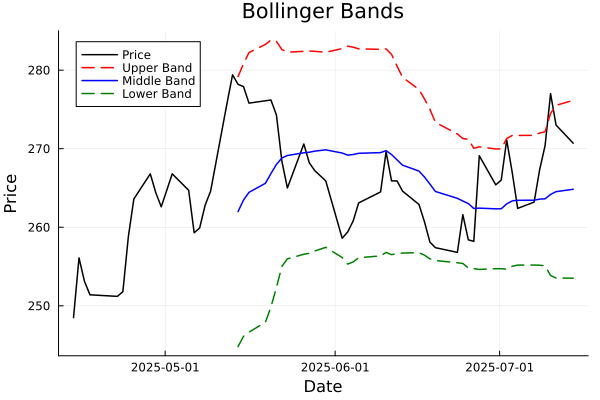 Bollinger Bands
Price
Upper Band
Middle Band
Lower Band
280
270
260
250
Price
2025-05-01
2025-06-01
2025-07-01
Date